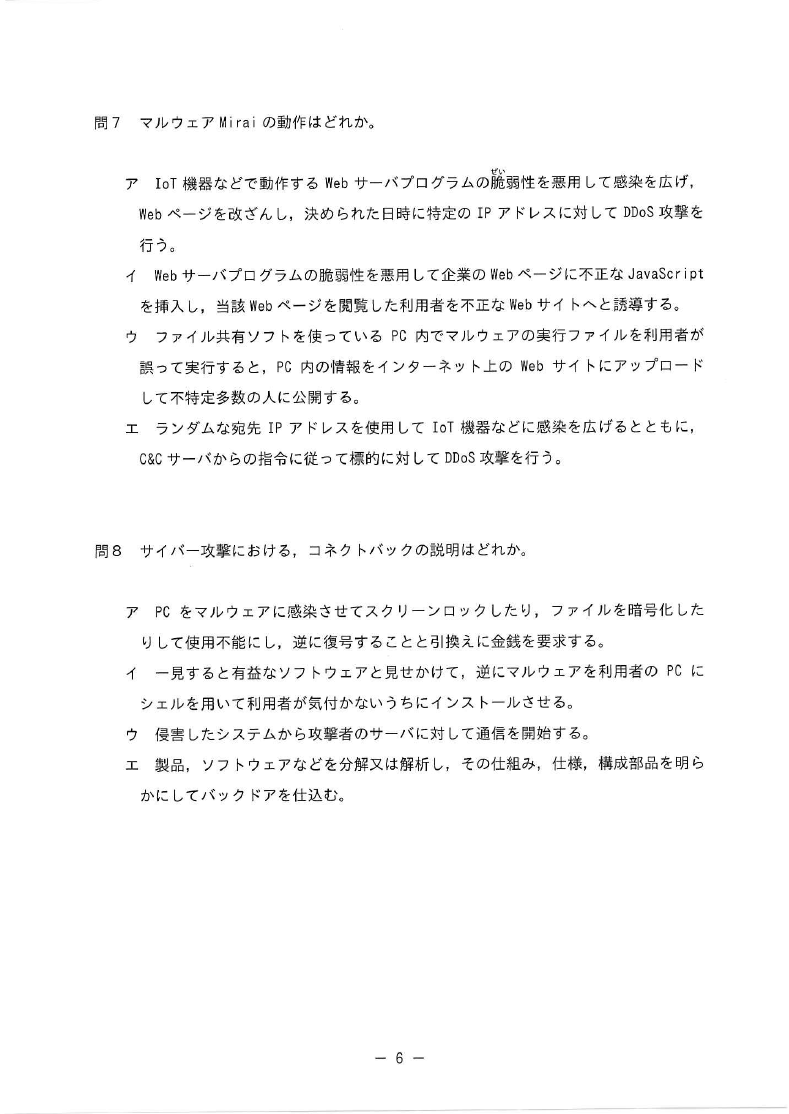 問7 マルウェア Mirai の動作はどれか。
ぜい
ア IoT 機器などで動作する Web サーバプログラムの脆弱性を悪用して感染を広げ，
Web ページを改ざんし，決められた日時に特定の IP アドレスに対して DDoS 攻撃を
行う。
イ Web サーバプログラムの脆弱性を悪用して企業の Web ページに不正な JavaScript
を挿入し，当該 Web ページを閲覧した利用者を不正な Web サイトへと誘導する。
ウ ファイル共有ソフトを使っている PC 内でマルウェアの実行ファイルを利用者が
誤って実行すると，PC 内の情報をインターネット上の Web サイトにアップロード
して不特定多数の人に公開する。
エ ランダムな宛先 IP アドレスを使用して IoT 機器などに感染を広げるとともに，
C&C サーバからの指令に従って標的に対して DDoS 攻撃を行う。
問8 サイバー攻撃における，コネクトバックの説明はどれか。
ア PC をマルウェアに感染させてスクリーンロックしたり，ファイルを暗号化した
りして使用不能にし，逆に復号することと引換えに金銭を要求する。
イ 一見すると有益なソフトウェアと見せかけて，逆にマルウェアを利用者の PC に
シェルを用いて利用者が気付かないうちにインストールさせる。
ウ 侵害したシステムから攻撃者のサーバに対して通信を開始する。
エ 製品，ソフトウェアなどを分解又は解析し，その仕組み，仕様，構成部品を明ら
かにしてバックドアを仕込む。
― 6 ―